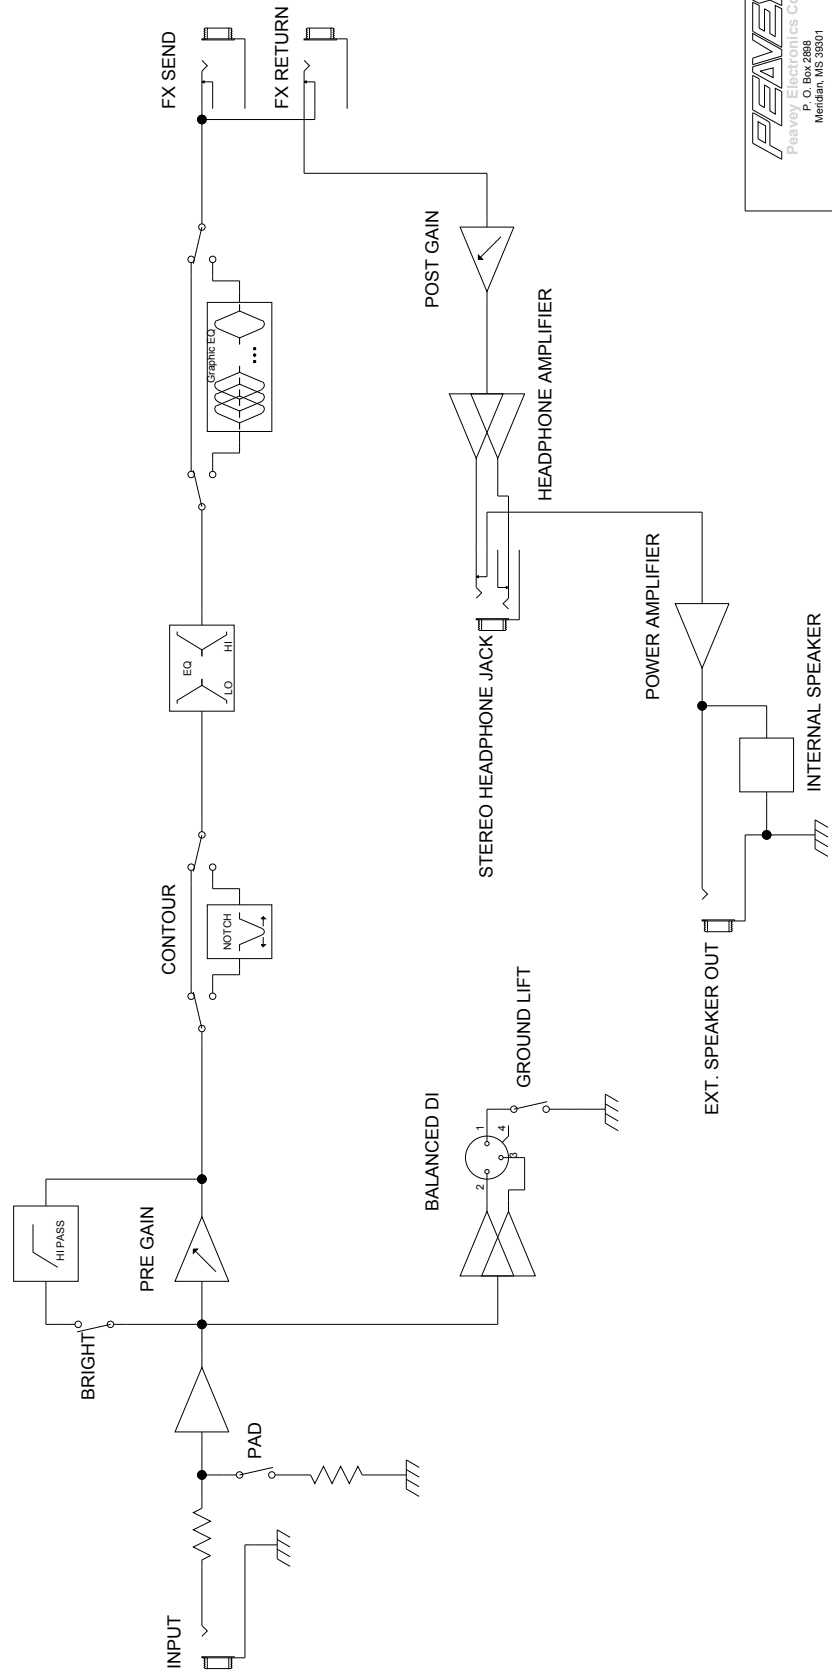 INPUT
PAD
BRIGHT
HI PASS
PRE GAIN
CONTOUR
NOTCH
EQ
LO
HI
Graphic EQ
FX SEND
FX RETURN
BALANCED DI
2
1
3
4
GROUND LIFT
POST GAIN
HEADPHONE AMPLIFIER
STEREO HEADPHONE JACK
POWER AMPLIFIER
EXT. SPEAKER OUT
INTERNAL SPEAKER
PEAVEY
Peavey Electronics
P. O. Box 2898
Meridian, MS 39301